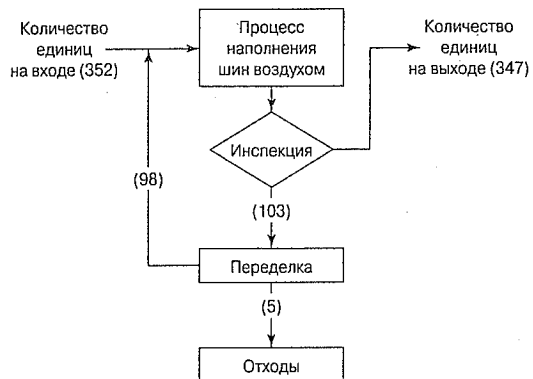 Количество
единиц
на входе (352)
Процесс
наполнения
шин воздухом
Количество
единиц
на выходе (347)
Инспекция
(98)
(103)
Переделка
(5)
Отходы